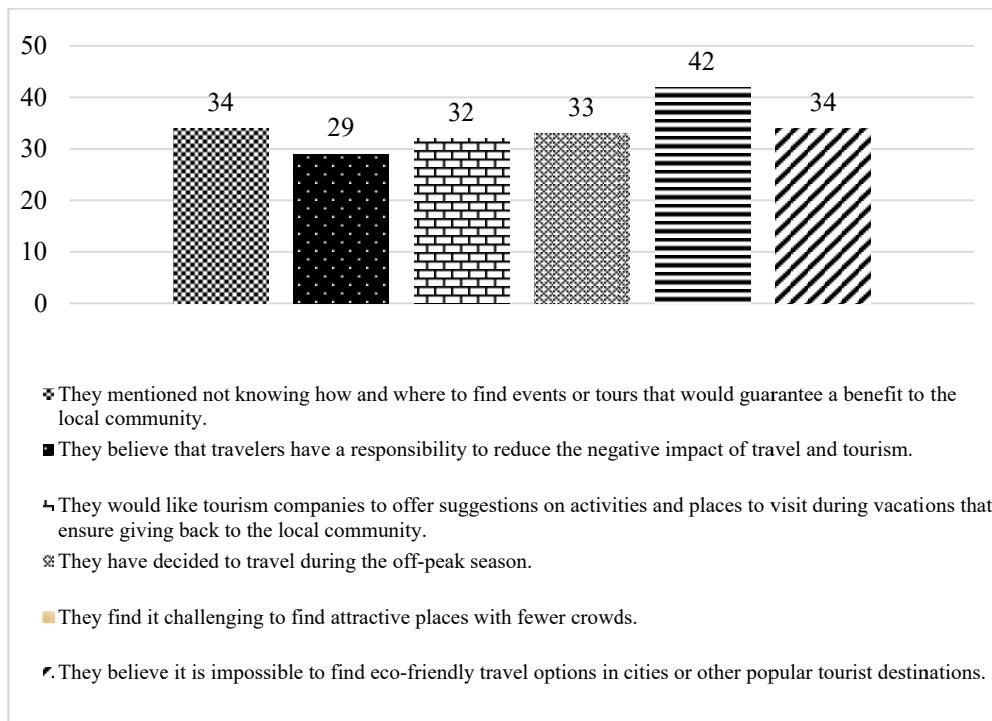 50
42
40
34
34
33
32
29
30
20
10
0
They mentioned not knowing how and where to find events or tours that would guarantee a benefit to the
local community.
They believe that travelers have a responsibility to reduce the negative impact of travel and tourism.
They would like tourism companies to offer suggestions on activities and places to visit during vacations that
ensure giving back to the local community.
They have decided to travel during the off-peak season.
They find it challenging to find attractive places with fewer crowds.
They believe it is impossible to find eco-friendly travel options in cities or other popular tourist destinations.